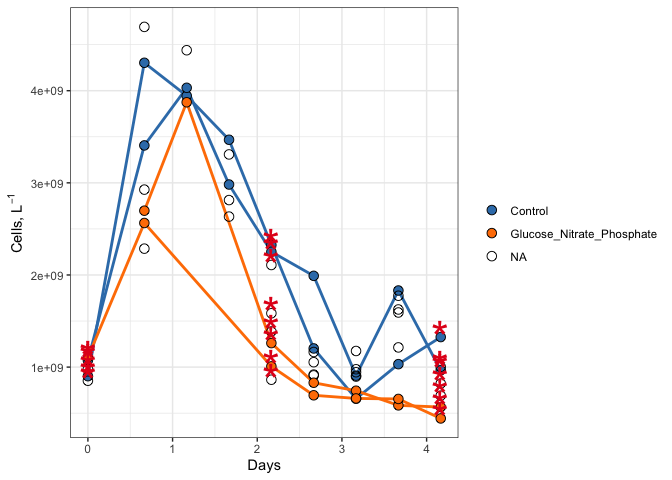 4e+09
3e+09
2e+09
1e+09
Cells, L⁻¹
0 1 2 3 4
Days
Control
Glucose_Nitrate_Phosphate
NA